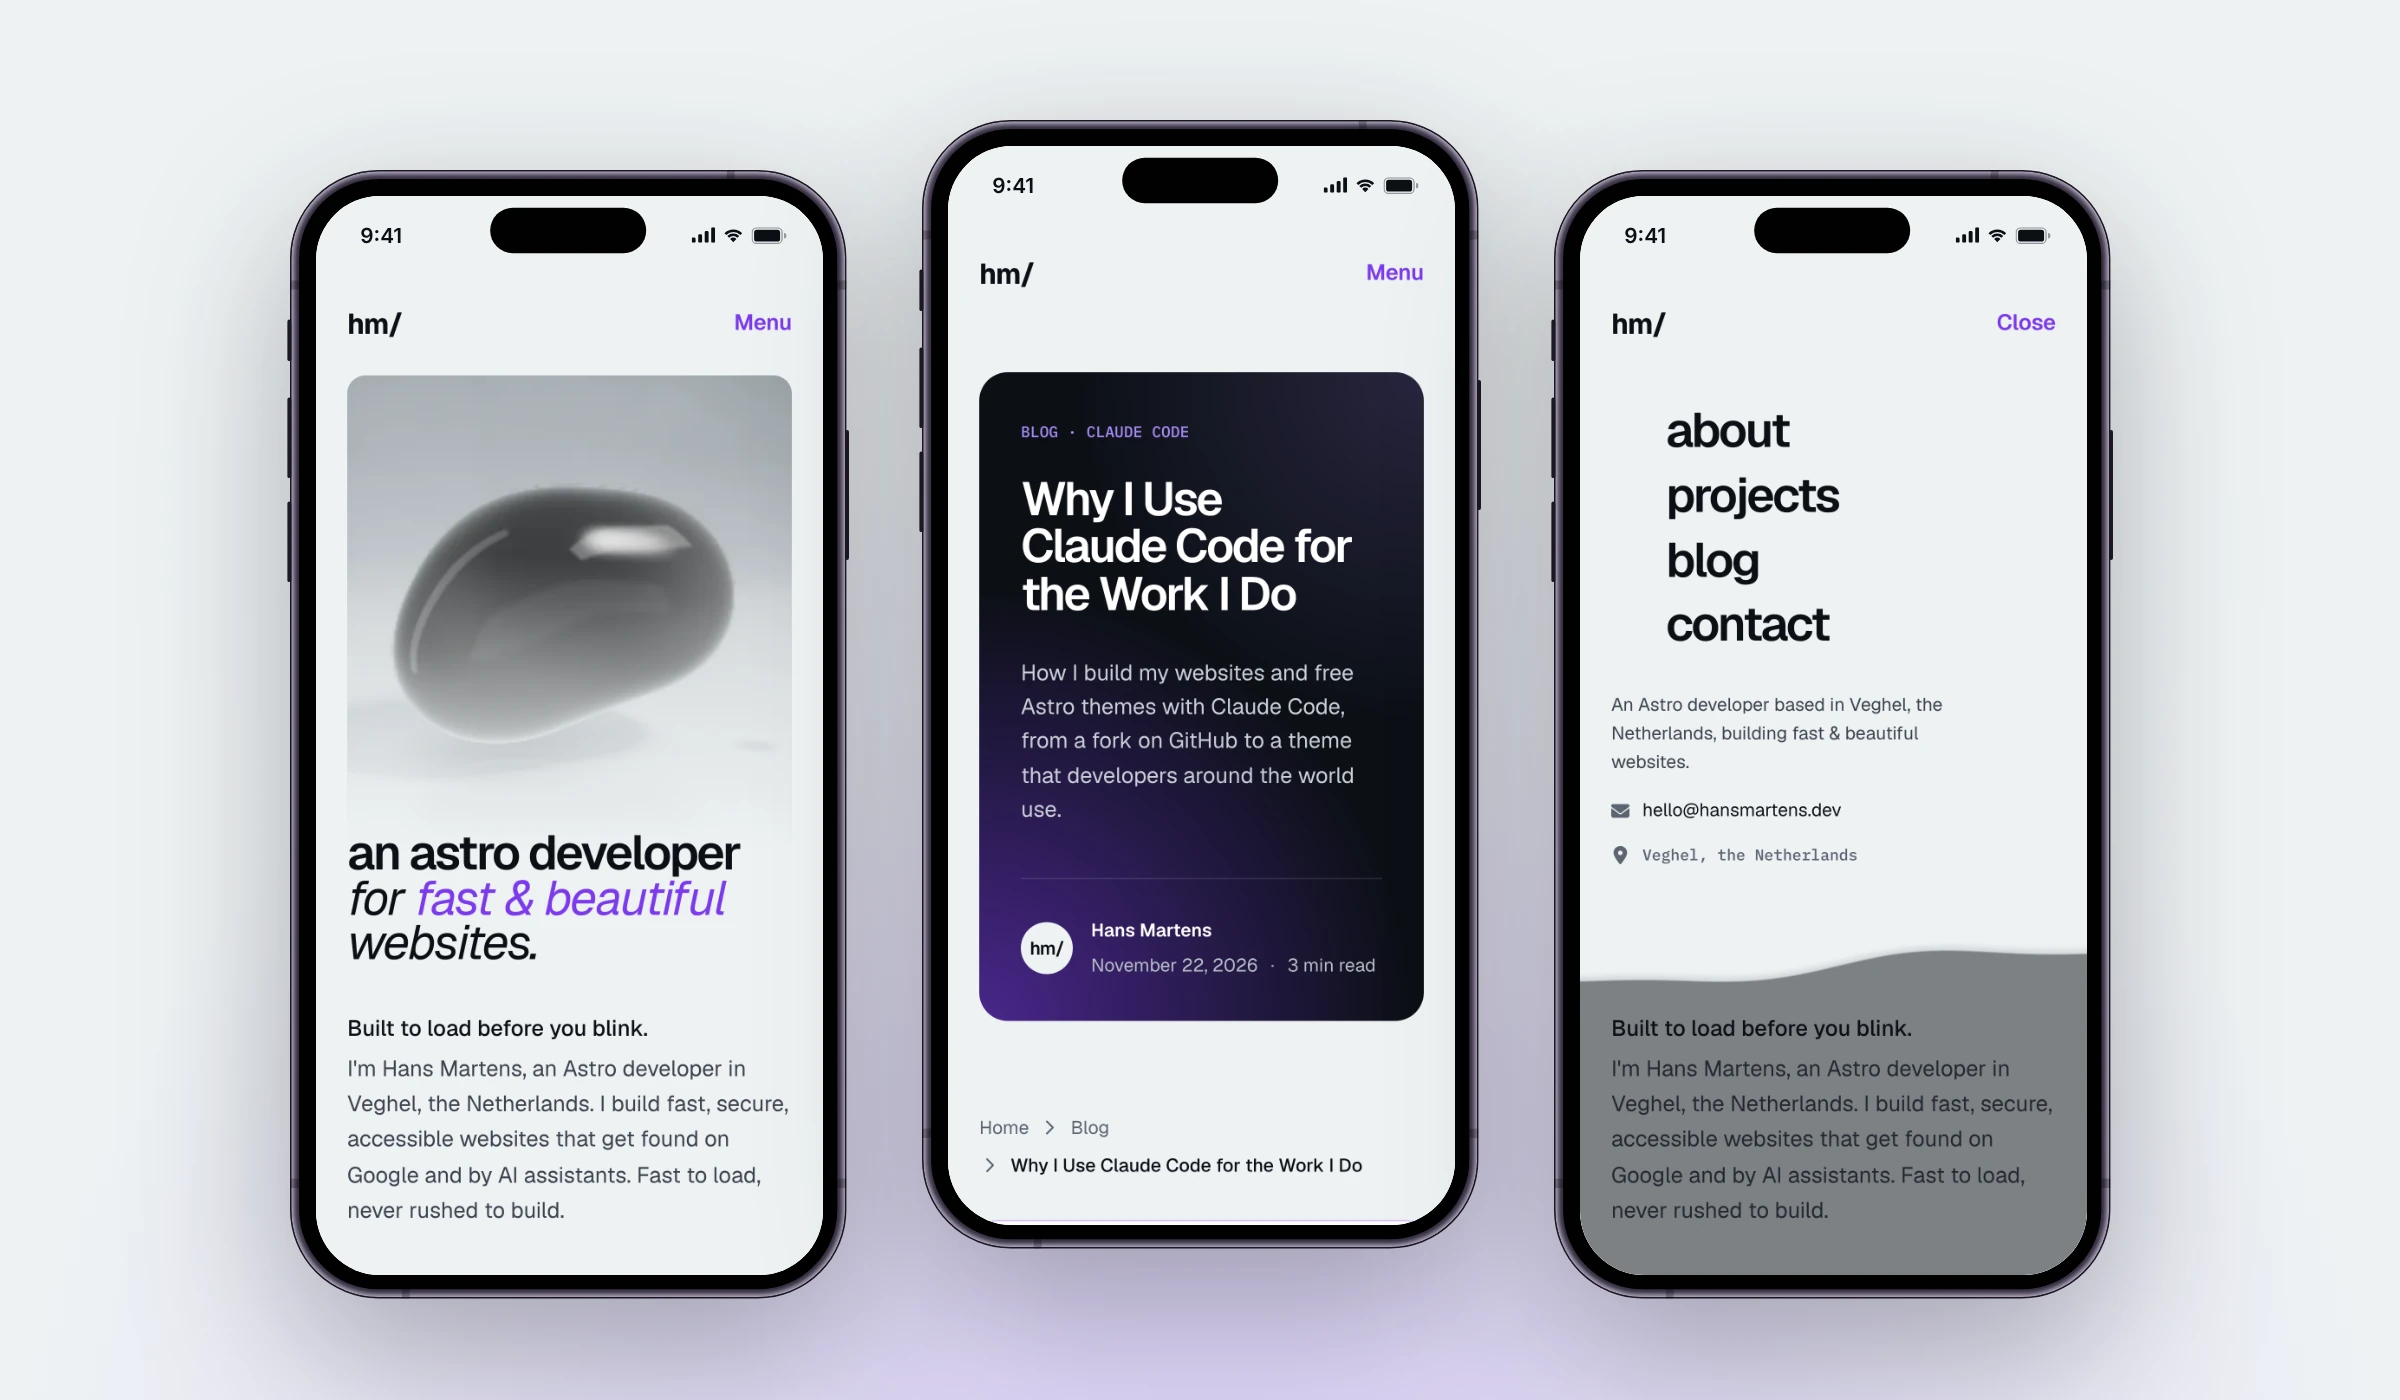 9:41
hm/
Menu
an astro developer
for fast & beautiful
websites.
Built to load before you blink.
I'm Hans Martens, an Astro developer in
Veghel, the Netherlands. I build fast, secure,
accessible websites that get found on
Google and by AI assistants. Fast to load,
never rushed to build.
9:41
hm/
Menu
BLOG · CLAUDE CODE
Why I Use
Claude Code for
the Work I Do
How I build my websites and free
Astro themes with Claude Code,
from a fork on GitHub to a theme
that developers around the world
use.
hm/
Hans Martens
November 22, 2026 · 3 min read
Home > Blog
> Why I Use Claude Code for the Work I Do
9:41
hm/
Close
about
projects
blog
contact
An Astro developer based in Veghel, the
Netherlands, building fast & beautiful
websites.
hello@hansmartens.dev
Veghel, the Netherlands
Built to load before you blink.
I'm Hans Martens, an Astro developer in
Veghel, the Netherlands. I build fast, secure,
accessible websites that get found on
Google and by AI assistants. Fast to load,
never rushed to build.